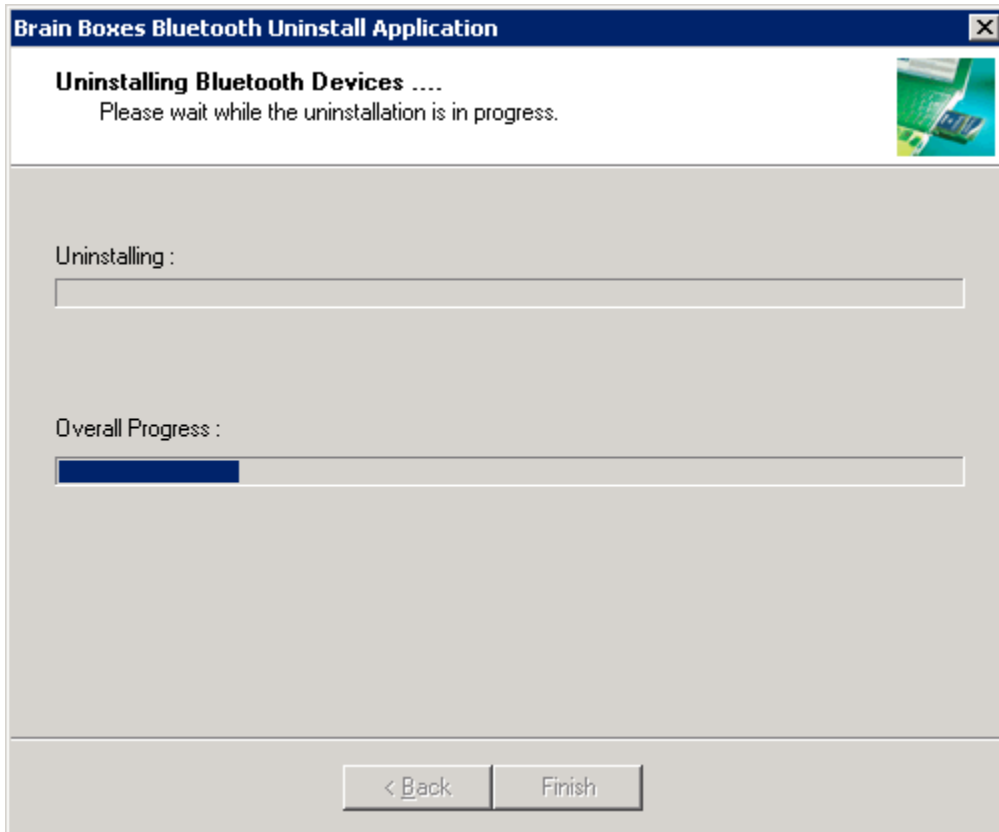 Brain Boxes Bluetooth Uninstall Application
Uninstalling Bluetooth Devices ....
Please wait while the uninstallation is in progress.
Uninstalling :
Overall Progress :
< Back
Finish